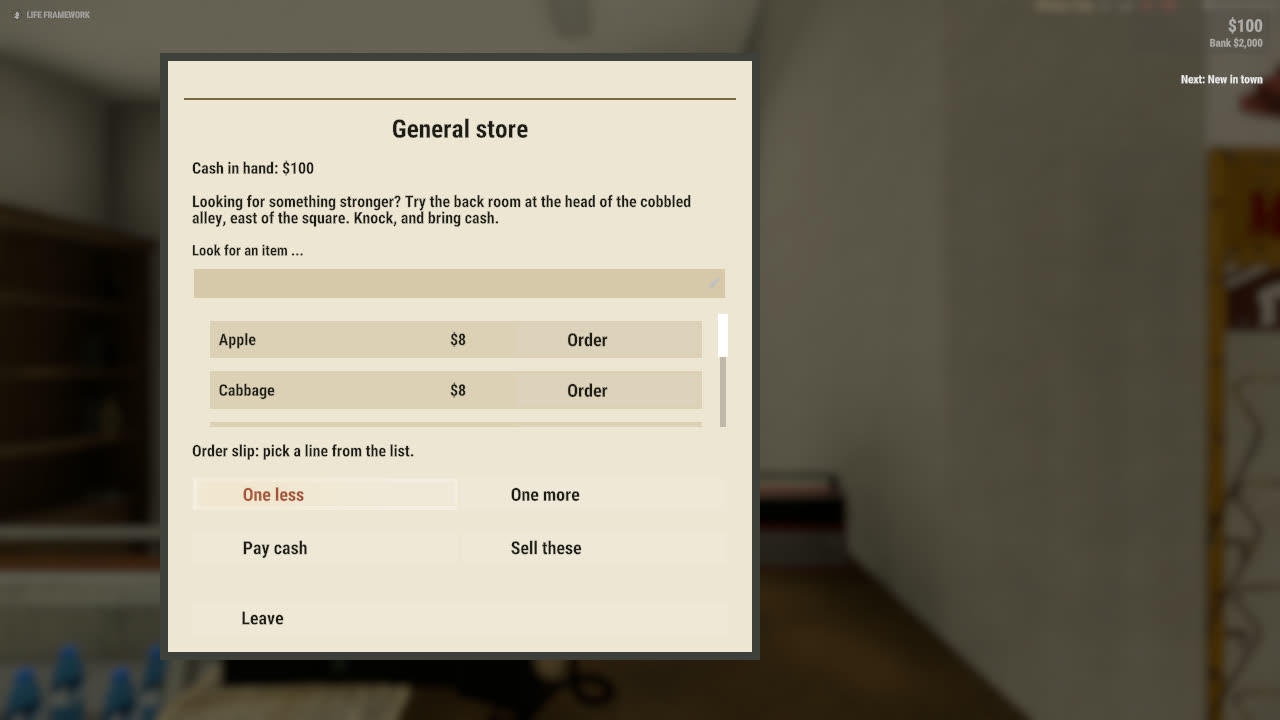 LIFE FRAMEWORK
$100
Bank $2,000
Next: New in town
General store
Cash in hand: $100
Looking for something stronger? Try the back room at the head of the cobbled
alley, east of the square. Knock, and bring cash.
Look for an item ...
Apple $8 Order
Cabbage $8 Order
Order slip: pick a line from the list.
One less One more
Pay cash Sell these
Leave